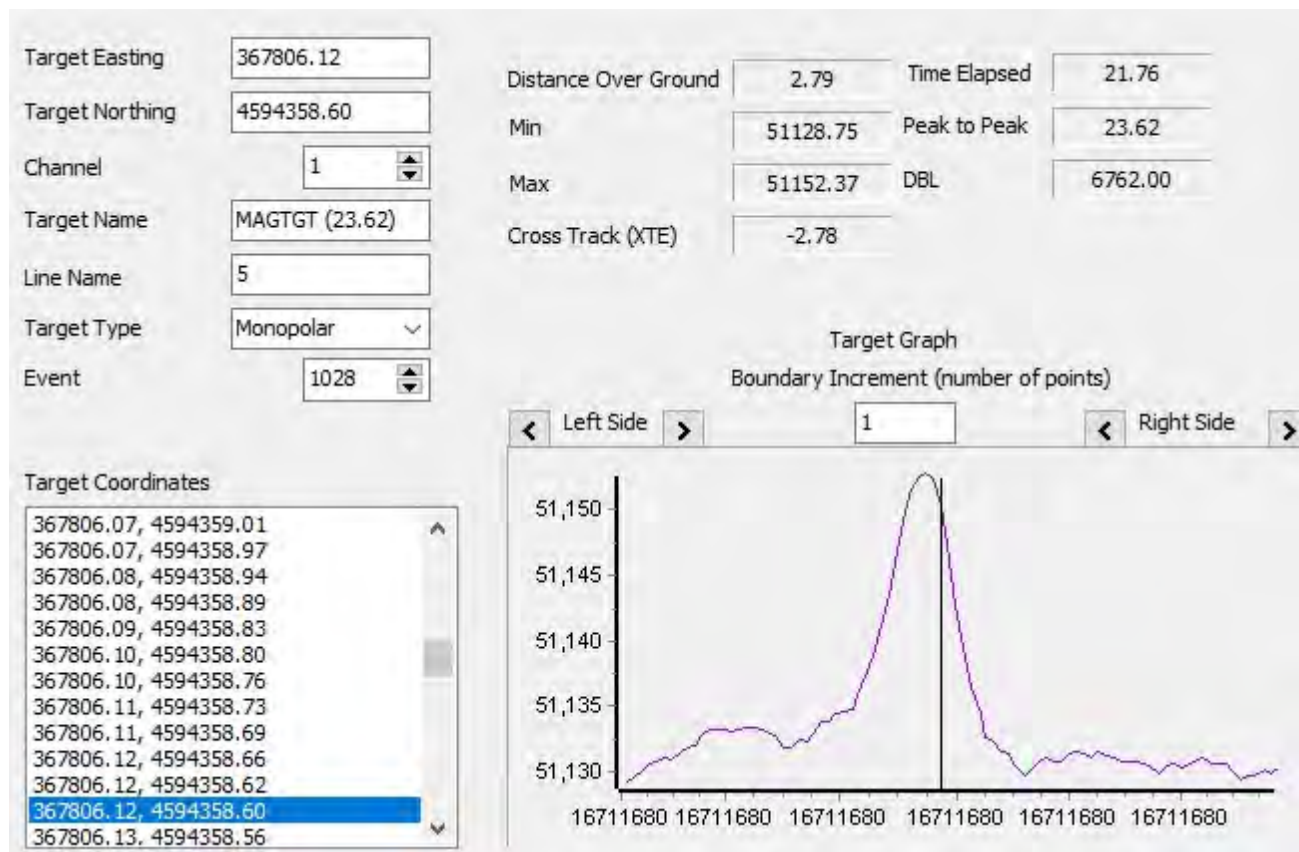 Target Easting 367806.12
Target Northing 4594358.60
Channel 1
Target Name MAGTGT (23.62)
Line Name 5
Target Type Monopolar
Event 1028
Distance Over Ground 2.79 Time Elapsed 21.76
Min 51128.75 Peak to Peak 23.62
Max 51152.37 DBL 6762.00
Cross Track (XTE) -2.78
Target Graph
Boundary Increment (number of points)
Left Side 1 Right Side
Target Coordinates
367806.07, 4594359.01
367806.07, 4594358.97
367806.08, 4594358.94
367806.08, 4594358.89
367806.09, 4594358.83
367806.10, 4594358.80
367806.10, 4594358.76
367806.11, 4594358.73
367806.11, 4594358.69
367806.12, 4594358.66
367806.12, 4594358.62
367806.12, 4594358.60
367806.13, 4594358.56
51,150
51,145
51,140
51,135
51,130
16711680 16711680 16711680 16711680 16711680 16711680